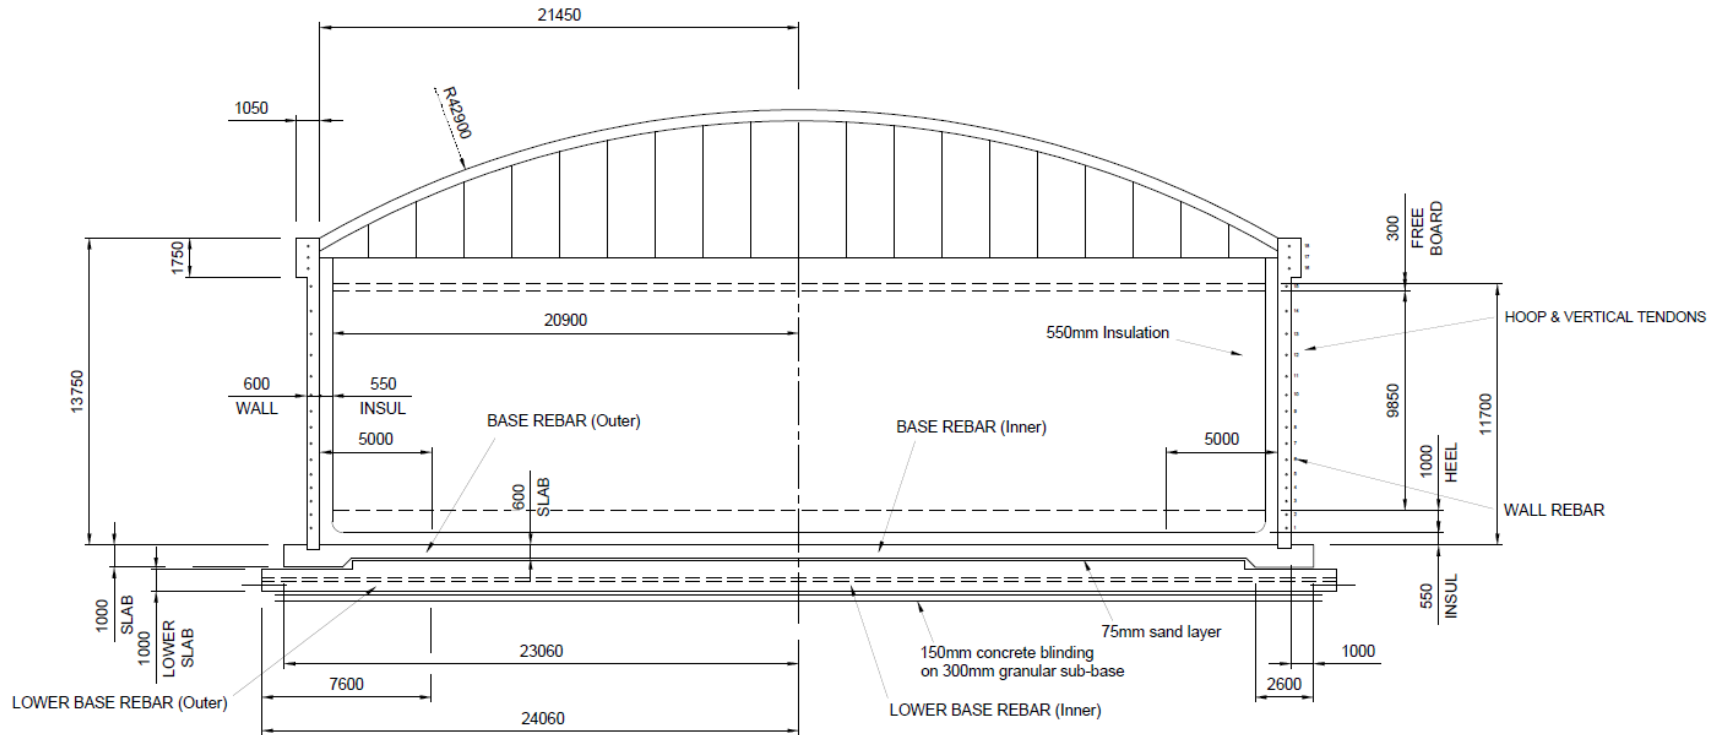 21450
1050
R42900
1750
300
FREE
BOARD
20900
550mm Insulation
HOOP & VERTICAL TENDONS
13750
600
WALL
550
INSUL
9850
11700
BASE REBAR (Outer)
BASE REBAR (Inner)
5000
5000
600
SLAB
1000
HEEL
WALL REBAR
1000
SLAB
1000
LOWER
SLAB
550
INSUL
75mm sand layer
150mm concrete blinding
on 300mm granular sub-base
23060
1000
7600
2600
LOWER BASE REBAR (Outer)
LOWER BASE REBAR (Inner)
24060